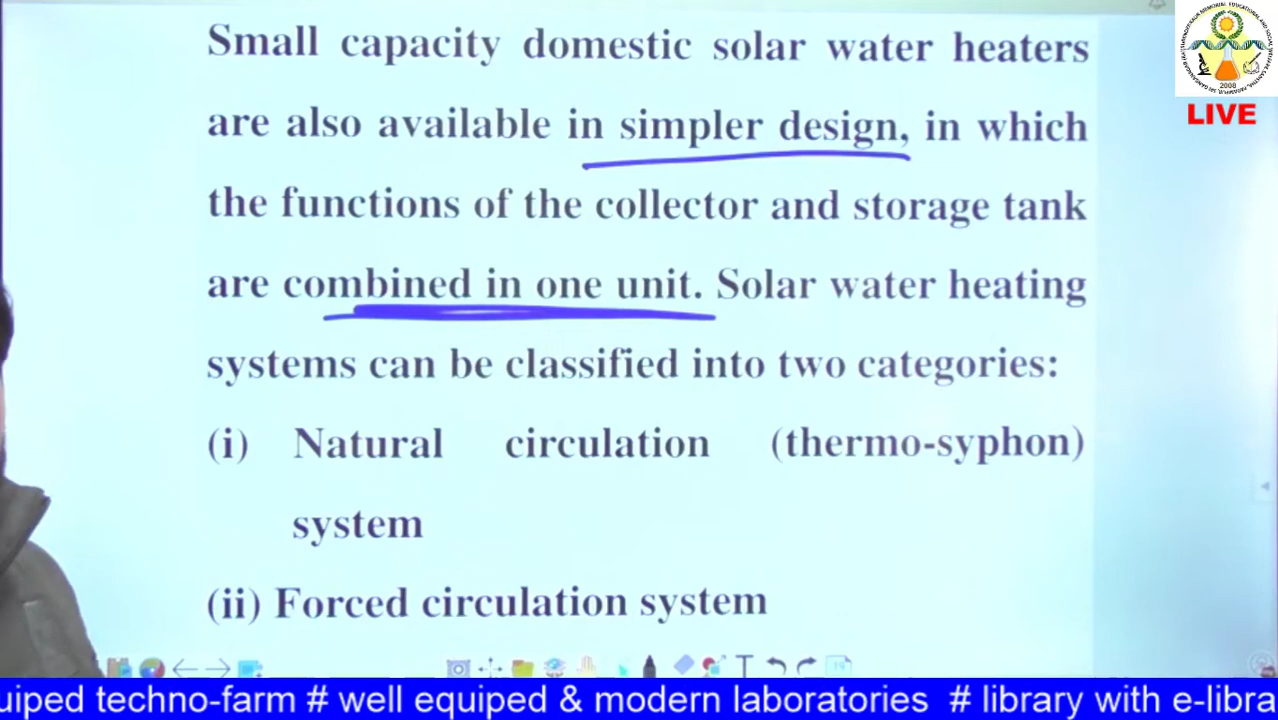 Small capacity domestic solar water heaters
are also available in simpler design, in which
the functions of the collector and storage tank
are combined in one unit. Solar water heating
systems can be classified into two categories:
(i) Natural circulation (thermo-syphon)
system
(ii) Forced circulation system
2008
LIVE
T
19
uiped techno-farm # well equiped & modern laboratories # library with e-libra